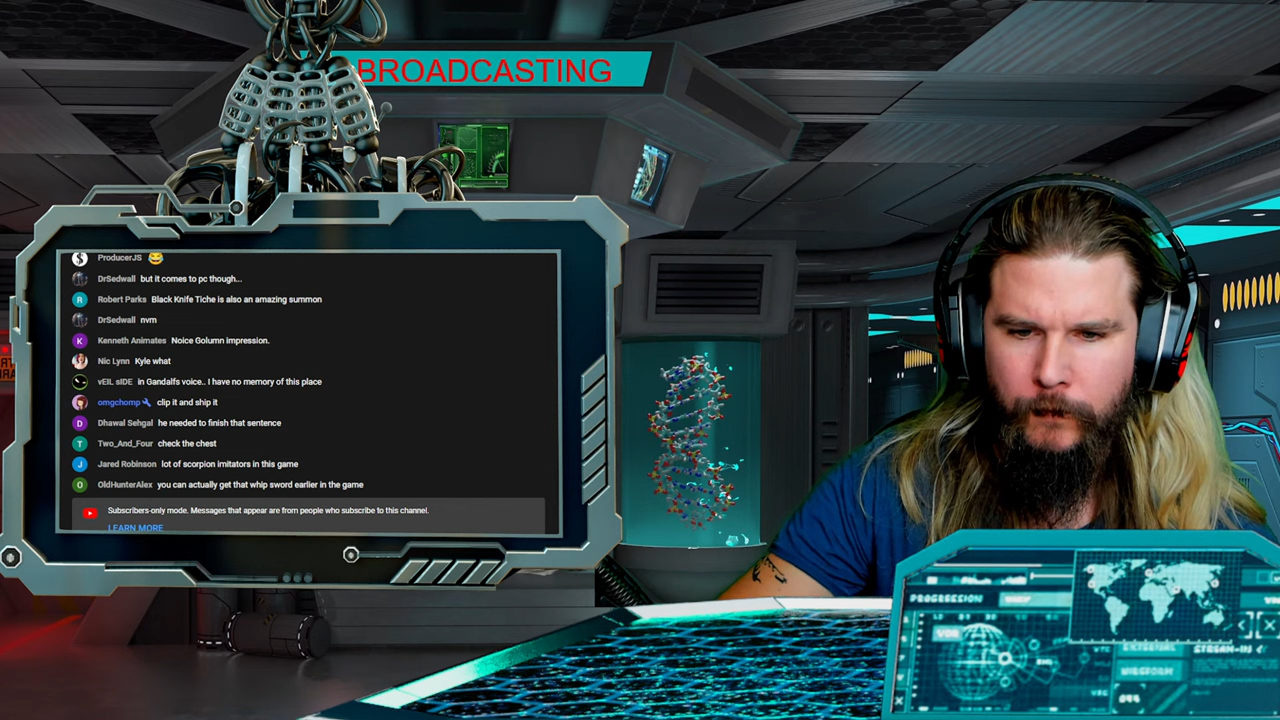 BROADCASTING
ProducerJS 😂
DrSedwall but it comes to pc though...
Robert Parks Black Knife Tiche is also an amazing summon
DrSedwall nvm
Kenneth Animates Noice Golumn impression.
Nic Lynn Kyle what
vEIL sIDE in Gandalfs voice.. I have no memory of this place
omgchomp clip it and ship it
Dhawal Sehgal he needed to finish that sentence
Two_And_Four check the chest
Jared Robinson lot of scorpion imitators in this game
OldHunterAlex you can actually get that whip sword earlier in the game
Subscribers-only mode. Messages that appear are from people who subscribe to this channel.
LEARN MORE
PROGRESSION
STREAM-IN